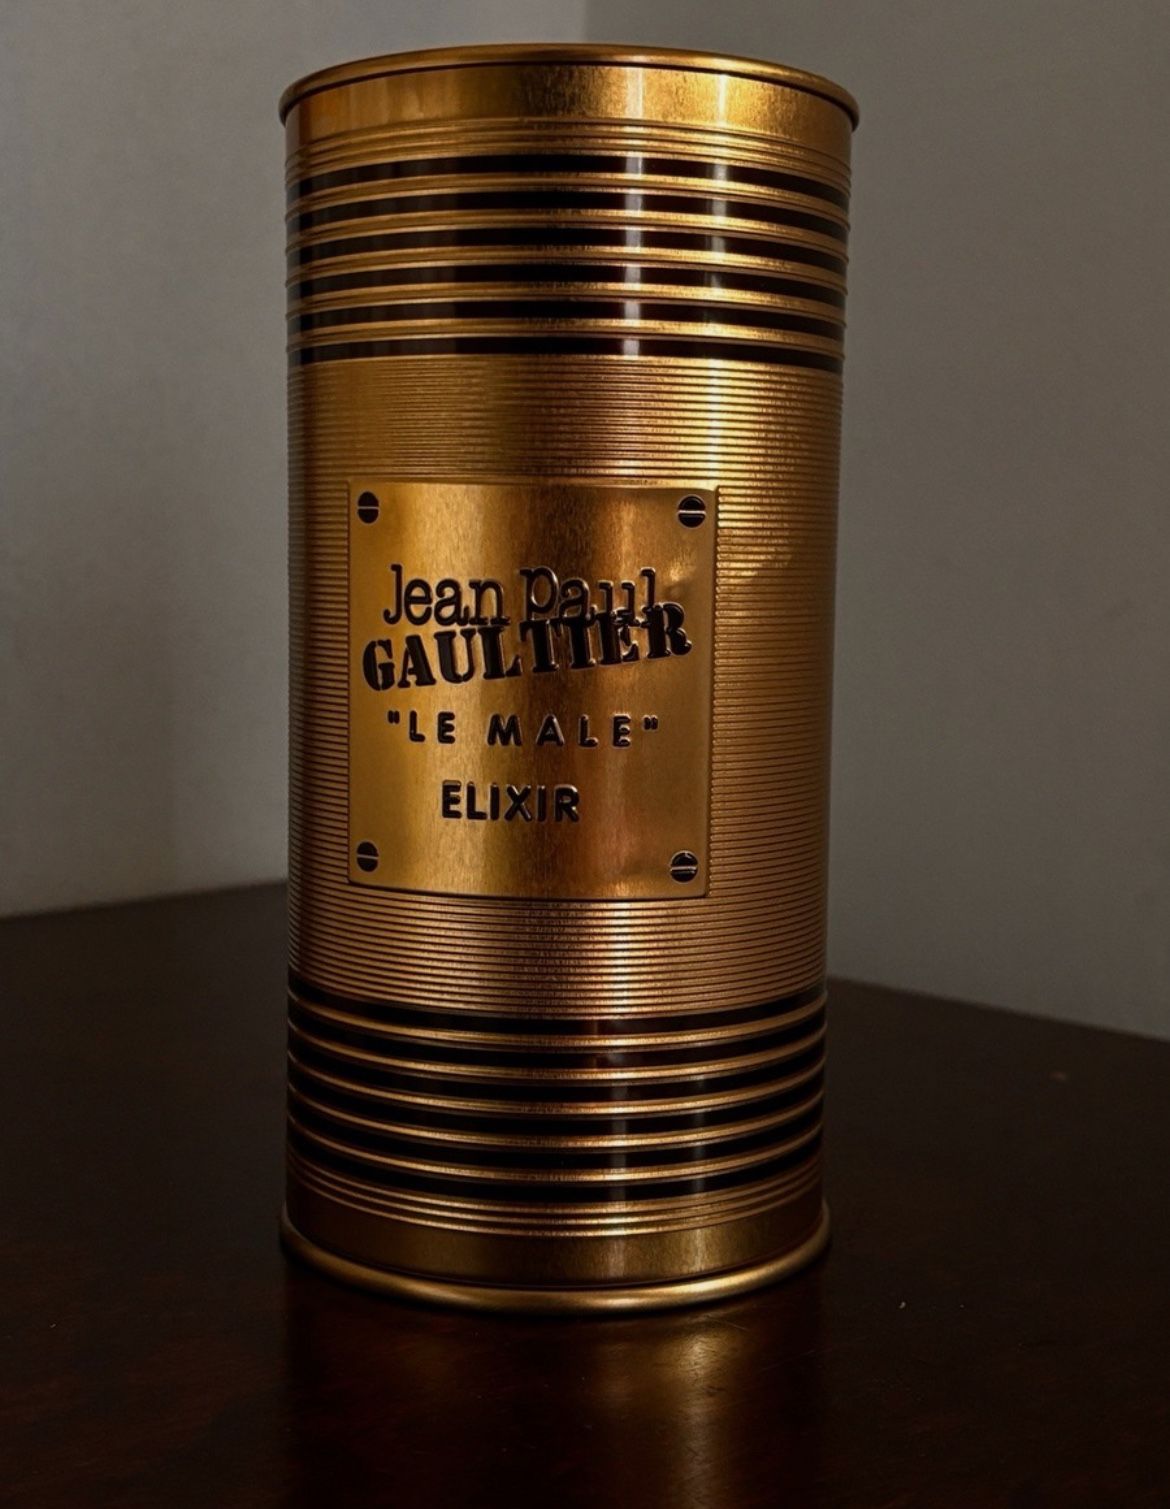 Jean Paul
GAULTIER
"LE MALE"
ELIXIR